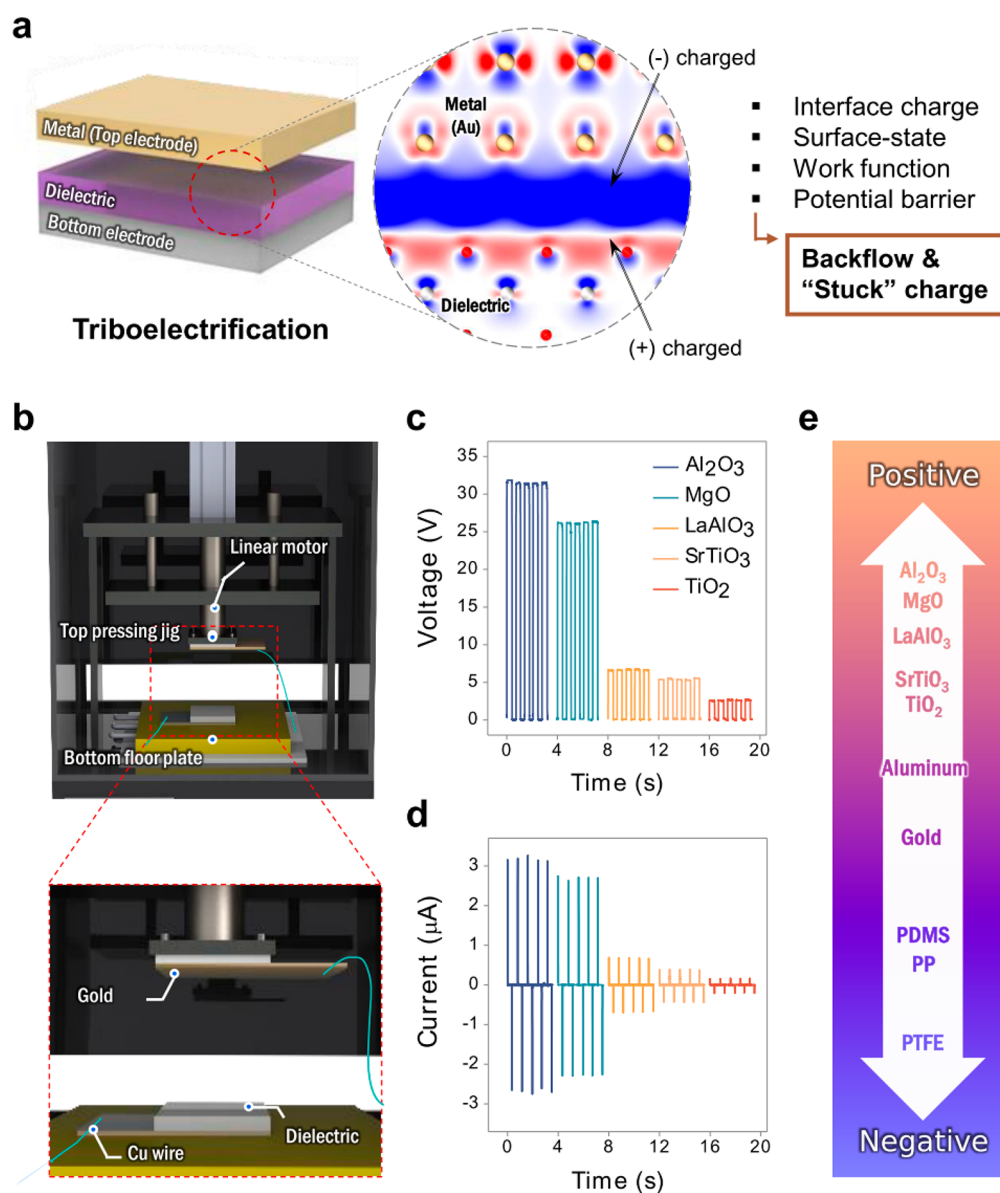 a
Metal (Top electrode)
Dielectric
Bottom electrode
Triboelectrification
Metal
(Au)
Dielectric
(-) charged
(+) charged
▪ Interface charge
▪ Surface-state
▪ Work function
▪ Potential barrier
Backflow &
“Stuck” charge
b
Linear motor
Top pressing jig
Bottom floor plate
Gold
Dielectric
Cu wire
c
Voltage (V)
35
30
25
20
15
10
5
0
Al₂O₃
MgO
LaAlO₃
SrTiO₃
TiO₂
0 4 8 12 16 20
Time (s)
d
Current (μA)
3
2
1
0
-1
-2
-3
0 4 8 12 16 20
Time (s)
e
Positive
Al₂O₃
MgO
LaAlO₃
SrTiO₃
TiO₂
Aluminum
Gold
PDMS
PP
PTFE
Negative